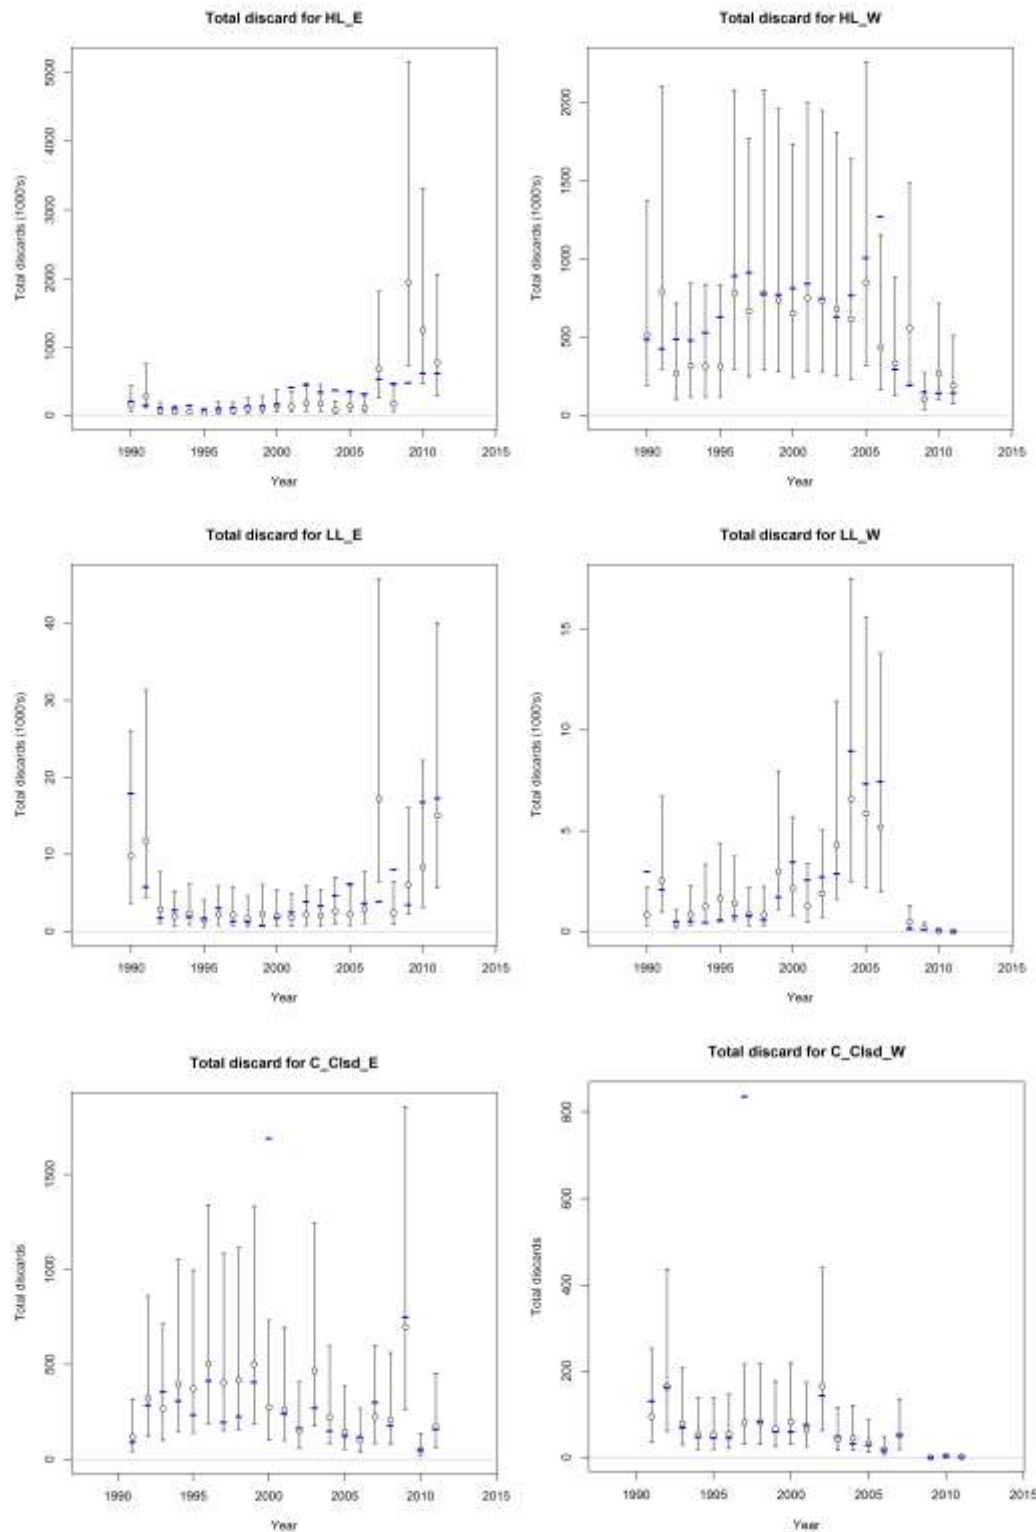 Total discard for HL_E
Total discards (1000's)
5000
4000
3000
2000
1000
0
1990 1995 2000 2005 2010 2015
Year
Total discard for HL_W
Total discards (1000's)
2000
1500
1000
500
0
1990 1995 2000 2005 2010 2015
Year
Total discard for LL_E
Total discards (1000's)
40
30
20
10
0
1990 1995 2000 2005 2010 2015
Year
Total discard for LL_W
Total discards (1000's)
15
10
5
0
1990 1995 2000 2005 2010 2015
Year
Total discard for C_Clsd_E
Total discards
1500
1000
500
0
1990 1995 2000 2005 2010 2015
Year
Total discard for C_Clsd_W
Total discards
800
600
400
200
0
1990 1995 2000 2005 2010 2015
Year